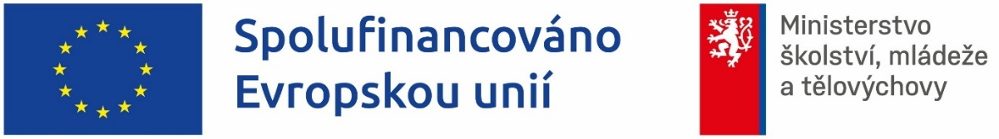 Spolufinancováno
Evropskou unií
Ministerstvo
školství, mládeže
a tělovýchovy